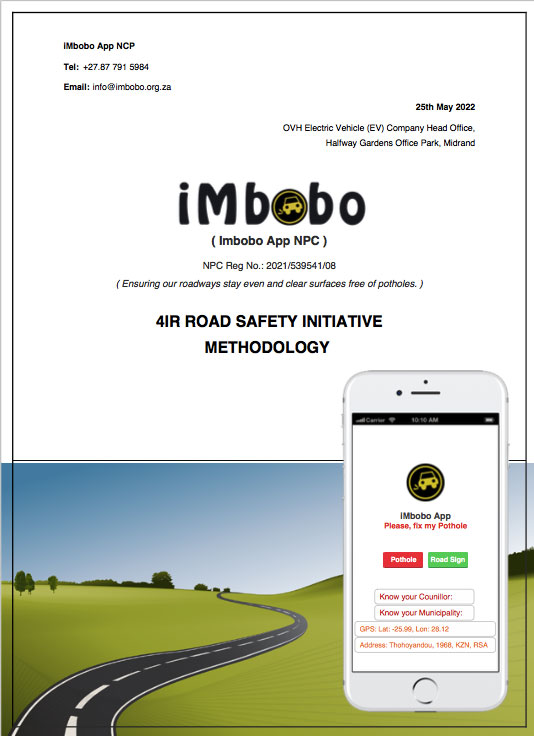 iMbobo App NCP
Tel: +27.87 791 5984
Email: info@imbobo.org.za
25th May 2022
OVH Electric Vehicle (EV) Company Head Office,
Halfway Gardens Office Park, Midrand
iMbobo
( Imbobo App NPC )
NPC Reg No.: 2021/539541/08
( Ensuring our roadways stay even and clear surfaces free of potholes. )
4IR ROAD SAFETY INITIATIVE
METHODOLOGY
Carrier 10:10 AM
iMbobo App
Please, fix my Pothole
Pothole Road Sign
Know your Counillor:
Know your Municipality:
GPS: Lat: -25.99, Lon: 28.12
Address: Thohoyandou, 1968, KZN, RSA